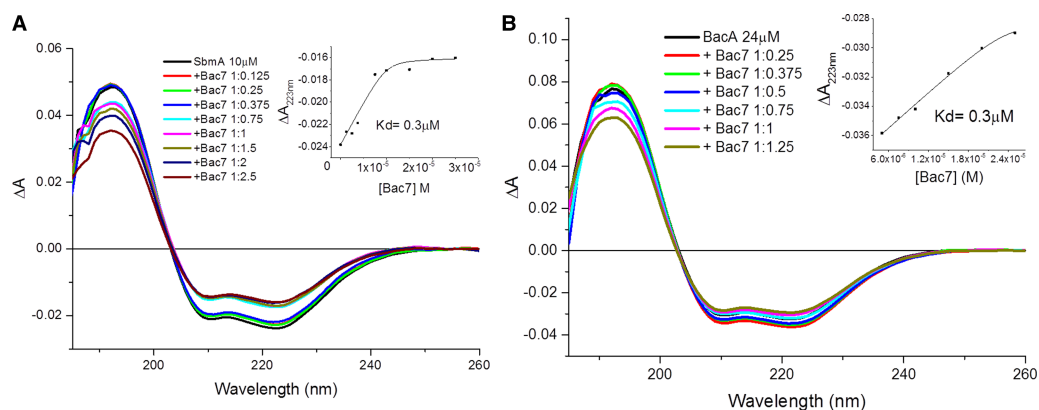 A
0.06
0.04
0.02
0.00
-0.02
ΔA
200
220
240
260
Wavelength (nm)
SbmA 10μM
+Bac7 1:0.125
+Bac7 1:0.25
+Bac7 1:0.375
+Bac7 1:0.75
+Bac7 1:1
+Bac7 1:1.5
+Bac7 1:2
+Bac7 1:2.5
-0.016
-0.018
-0.020
-0.022
-0.024
ΔA223nm
Kd= 0.3μM
0
1x10-5
2x10-5
3x10-5
[Bac7] M
B
0.10
0.08
0.06
0.04
0.02
0.00
-0.02
-0.04
ΔA
200
220
240
260
Wavelength (nm)
BacA 24μM
+ Bac7 1:0.25
+ Bac7 1:0.375
+ Bac7 1:0.5
+ Bac7 1:0.75
+ Bac7 1:1
+ Bac7 1:1.25
-0.028
-0.030
-0.032
-0.034
-0.036
ΔA223nm
Kd= 0.3μM
6.0x10-6
1.2x10-5
1.8x10-5
2.4x10-5
[Bac7] (M)